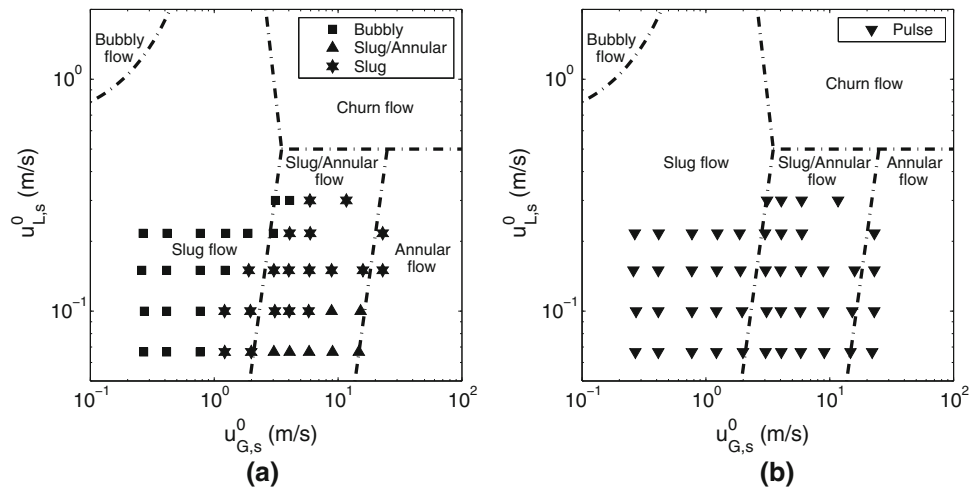 Bubbly
flow
Bubbly
Slug/Annular
Slug
Churn flow
Slug/Annular
flow
Slug flow
Annular
flow
10^0
10^-1
u^0_L,s (m/s)
10^-1 10^0 10^1 10^2
u^0_G,s (m/s)
(a)
Bubbly
flow
Pulse
Churn flow
Slug flow
Slug/Annular
flow
Annular
flow
10^0
10^-1
u^0_L,s (m/s)
10^-1 10^0 10^1 10^2
u^0_G,s (m/s)
(b)